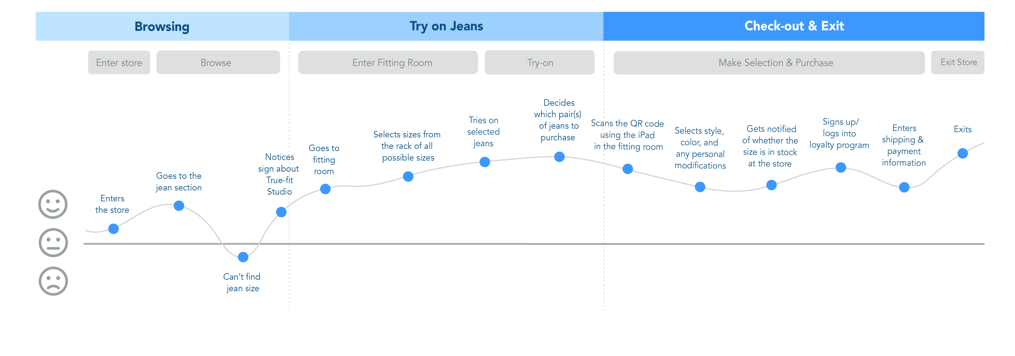 Browsing
Try on Jeans
Check-out & Exit
Enter store
Browse
Enter Fitting Room
Try-on
Make Selection & Purchase
Exit Store
Enters
the store
Goes to the
jean section
Can't find
jean size
Notices
sign about
True-fit
Studio
Goes to
fitting
room
Selects sizes from
the rack of all
possible sizes
Tries on
selected
jeans
Decides
which pair(s)
of jeans to
purchase
Scans the QR code
using the iPad
in the fitting room
Selects style,
color, and
any personal
modifications
Gets notified
of whether the
size is in stock
at the store
Signs up/
logs into
loyalty program
Enters
shipping &
payment
information
Exits